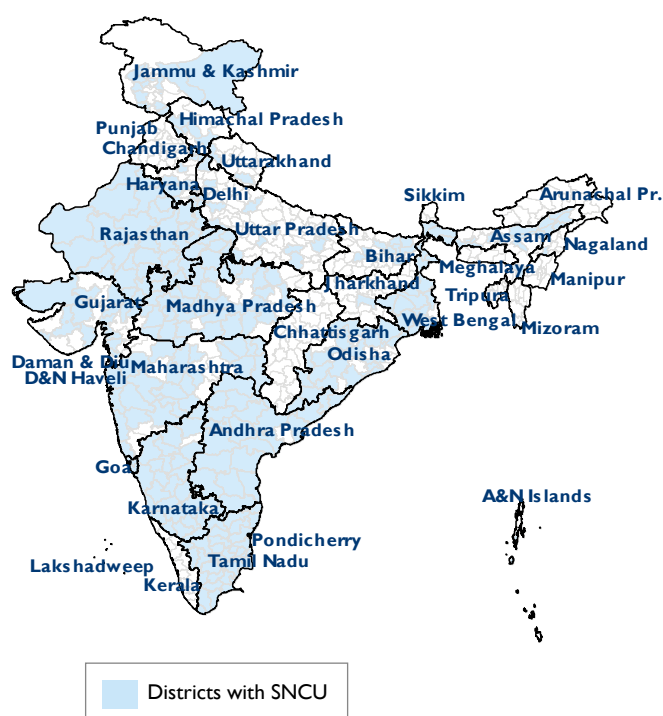 Jammu & Kashmir
Himachal Pradesh
Punjab
Chandigarh
Uttarakhand
Haryana
Delhi
Sikkim
Arunachal Pr.
Rajasthan
Uttar Pradesh
Assam
Nagaland
Bihar
Meghalaya
Manipur
Jharkhand
Tripura
Gujarat
Madhya Pradesh
West Bengal
Mizoram
Chhattisgarh
Odisha
Daman & Diu
Maharashtra
D&N Haveli
Andhra Pradesh
Goa
A&N Islands
Karnataka
Pondicherry
Lakshadweep
Tamil Nadu
Kerala
Districts with SNCU